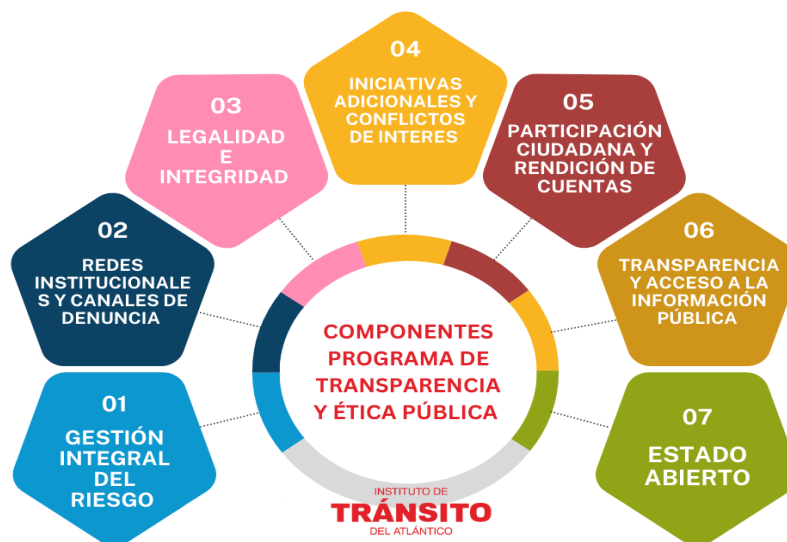 01
GESTIÓN
INTEGRAL
DEL
RIESGO
02
REDES
INSTITUCIONALE
S Y CANALES DE
DENUNCIA
03
LEGALIDAD
E
INTEGRIDAD
04
INICIATIVAS
ADICIONALES Y
CONFLICTOS
DE INTERES
05
PARTICIPACIÓN
CIUDADANA Y
RENDICIÓN DE
CUENTAS
06
TRANSPARENCIA
Y ACCESO A LA
INFORMACIÓN
PÚBLICA
07
ESTADO
ABIERTO
COMPONENTES
PROGRAMA DE
TRANSPARENCIA
Y ÉTICA PÚBLICA
INSTITUTO DE
TRÁNSITO
DEL ATLÁNTICO